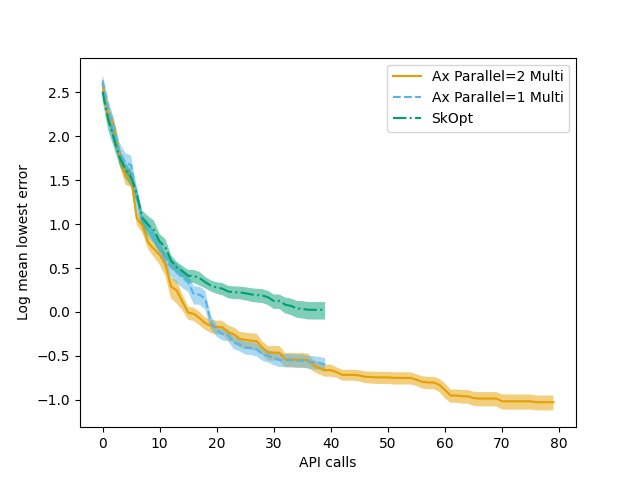 Ax Parallel=2 Multi
Ax Parallel=1 Multi
SkOpt
Log mean lowest error
2.5
2.0
1.5
1.0
0.5
0.0
−0.5
−1.0
0 10 20 30 40 50 60 70 80
API calls